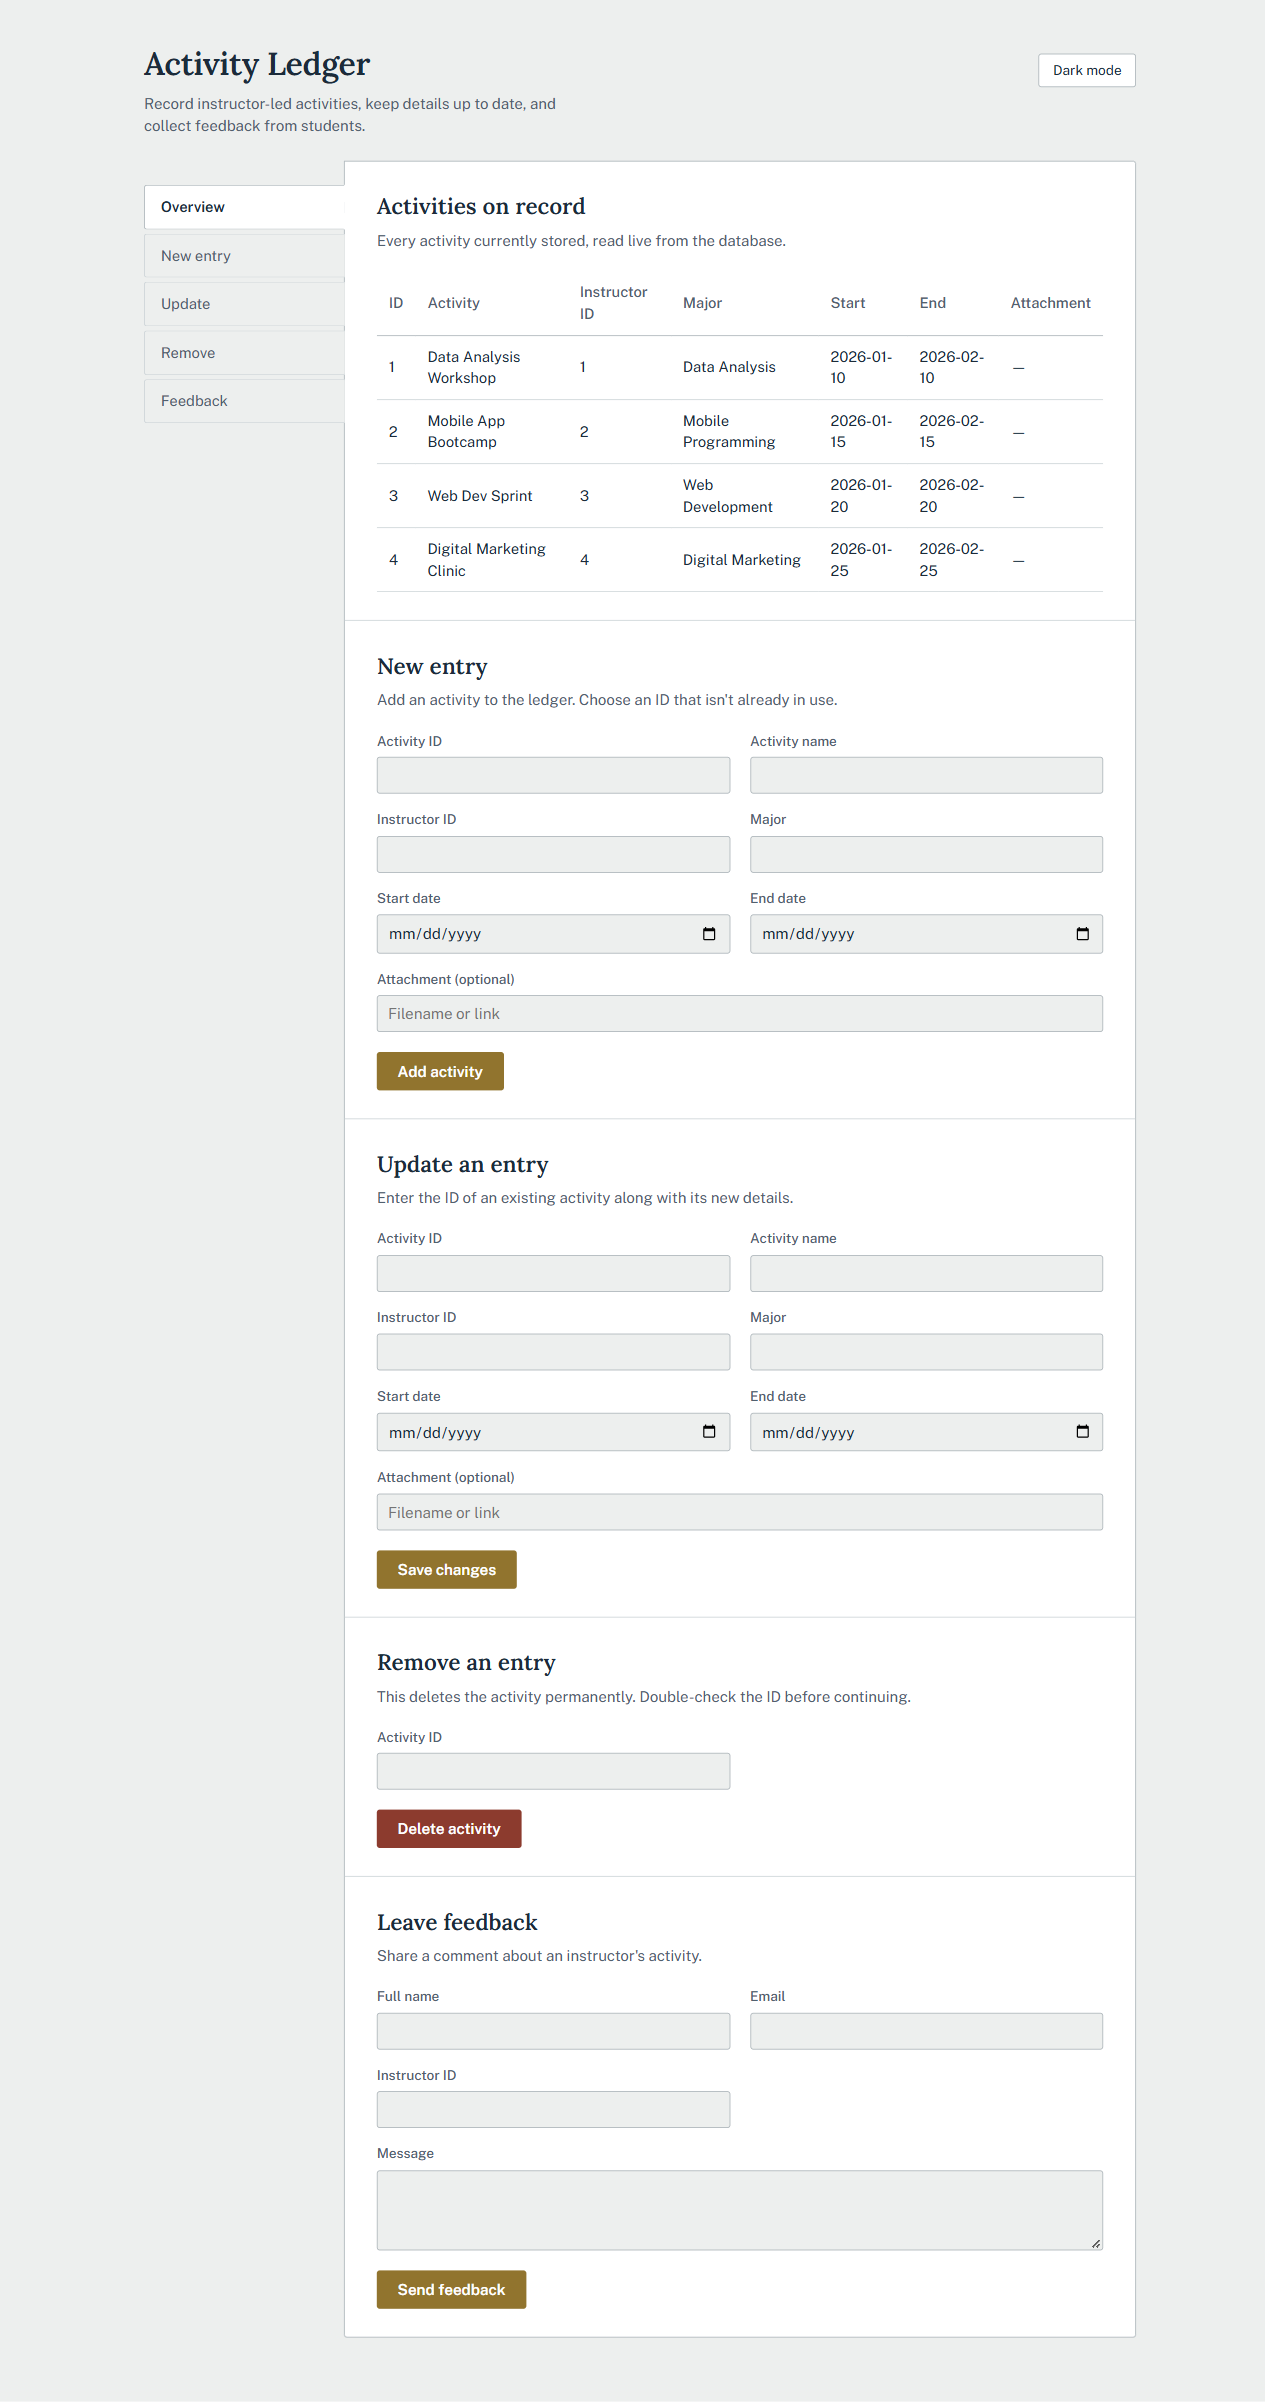 Activity Ledger
Dark mode
Record instructor-led activities, keep details up to date, and
collect feedback from students.
Overview
New entry
Update
Remove
Feedback
Activities on record
Every activity currently stored, read live from the database.
ID Activity Instructor ID Major Start End Attachment
1 Data Analysis Workshop 1 Data Analysis 2026-01-10 2026-02-10 —
2 Mobile App Bootcamp 2 Mobile Programming 2026-01-15 2026-02-15 —
3 Web Dev Sprint 3 Web Development 2026-01-20 2026-02-20 —
4 Digital Marketing Clinic 4 Digital Marketing 2026-01-25 2026-02-25 —
New entry
Add an activity to the ledger. Choose an ID that isn't already in use.
Activity ID Activity name
Instructor ID Major
Start date End date
mm/dd/yyyy mm/dd/yyyy
Attachment (optional)
Filename or link
Add activity
Update an entry
Enter the ID of an existing activity along with its new details.
Activity ID Activity name
Instructor ID Major
Start date End date
mm/dd/yyyy mm/dd/yyyy
Attachment (optional)
Filename or link
Save changes
Remove an entry
This deletes the activity permanently. Double-check the ID before continuing.
Activity ID
Delete activity
Leave feedback
Share a comment about an instructor's activity.
Full name Email
Instructor ID
Message
Send feedback